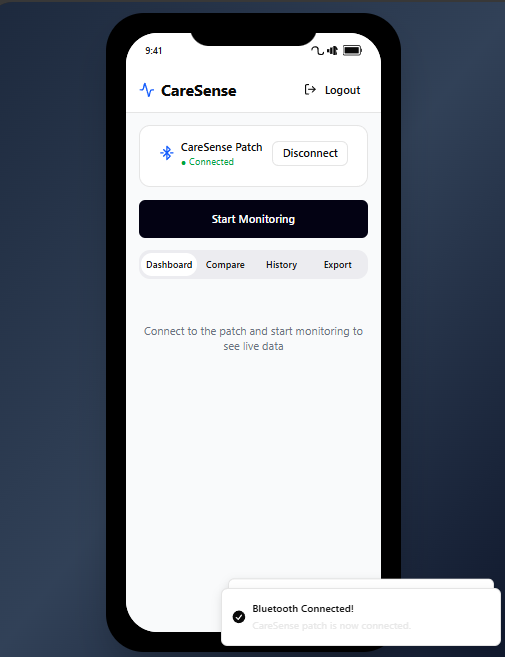 9:41
CareSense
Logout
CareSense Patch
● Connected
Disconnect
Start Monitoring
Dashboard Compare History Export
Connect to the patch and start monitoring to
see live data
Bluetooth Connected!
CareSense patch is now connected.